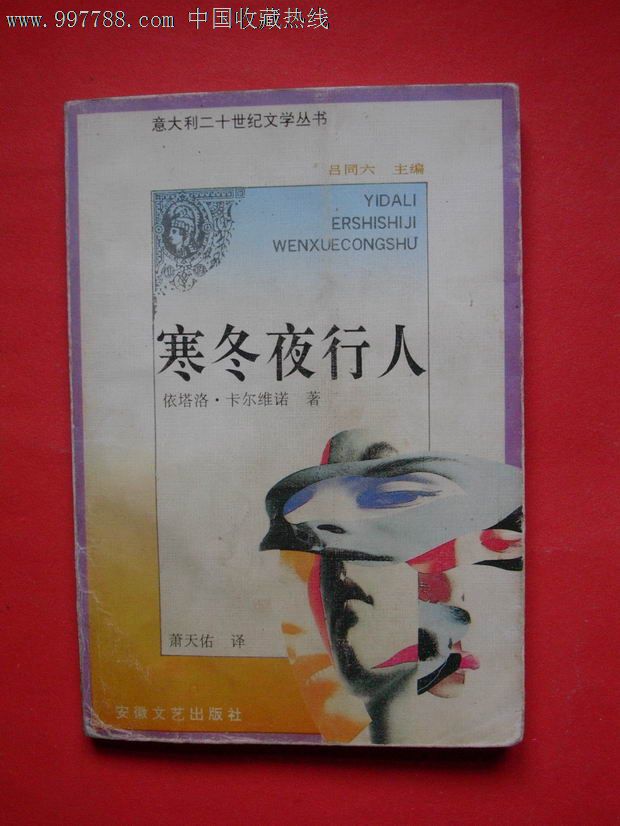 www.997788.com 中国收藏热线
意大利二十世纪文学丛书
吕同六 主编
YIDALI
ERSHISHIJI
WENXUECONGSHU
寒冬夜行人
依塔洛·卡尔维诺 著
萧天佑 译
安徽文艺出版社